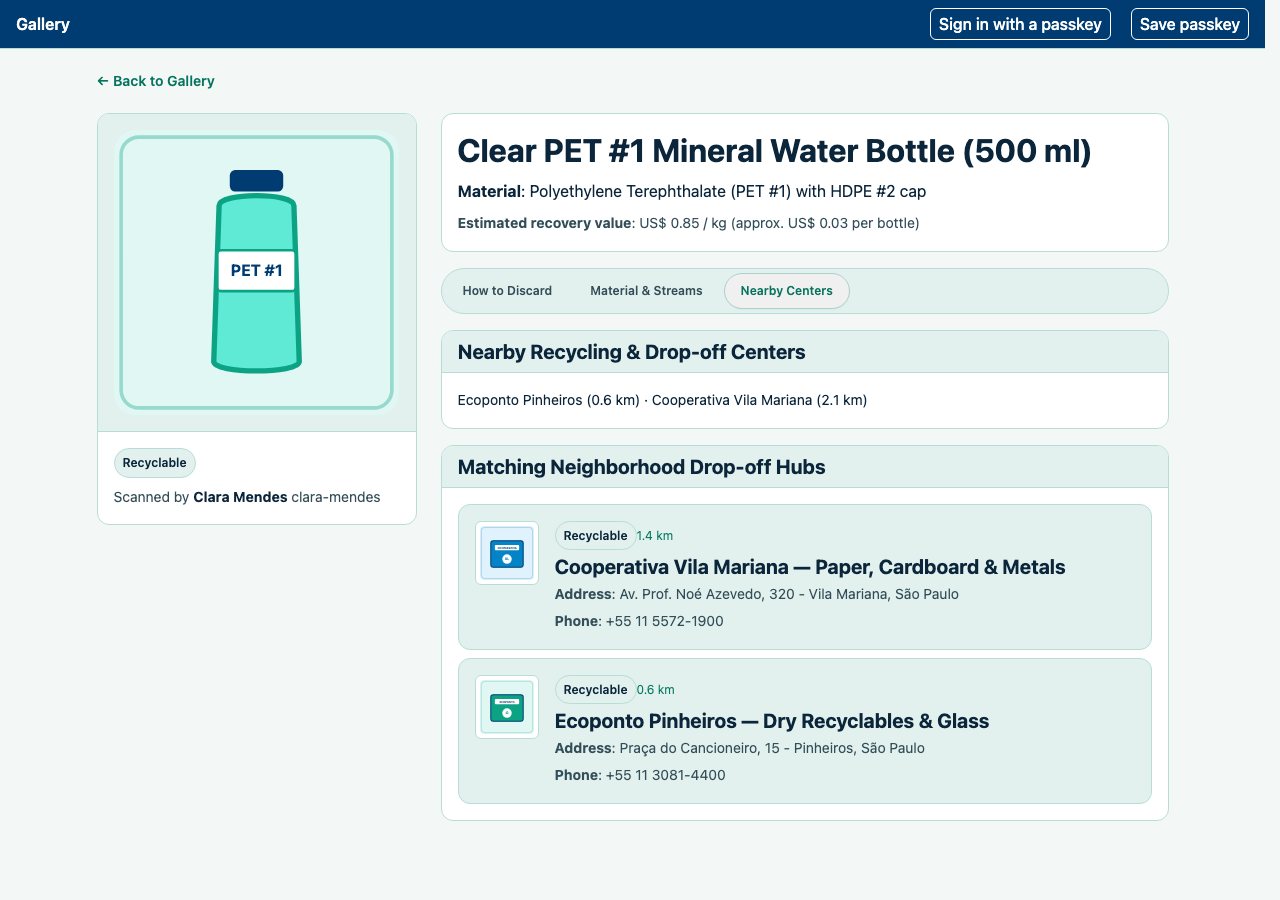 Gallery
Sign in with a passkey
Save passkey
← Back to Gallery
PET #1
Recyclable
Scanned by Clara Mendes clara-mendes
Clear PET #1 Mineral Water Bottle (500 ml)
Material: Polyethylene Terephthalate (PET #1) with HDPE #2 cap
Estimated recovery value: US$ 0.85 / kg (approx. US$ 0.03 per bottle)
How to Discard
Material & Streams
Nearby Centers
Nearby Recycling & Drop-off Centers
Ecoponto Pinheiros (0.6 km) · Cooperativa Vila Mariana (2.1 km)
Matching Neighborhood Drop-off Hubs
Recyclable 1.4 km
Cooperativa Vila Mariana — Paper, Cardboard & Metals
Address: Av. Prof. Noé Azevedo, 320 - Vila Mariana, São Paulo
Phone: +55 11 5572-1900
Recyclable 0.6 km
Ecoponto Pinheiros — Dry Recyclables & Glass
Address: Praça do Cancioneiro, 15 - Pinheiros, São Paulo
Phone: +55 11 3081-4400